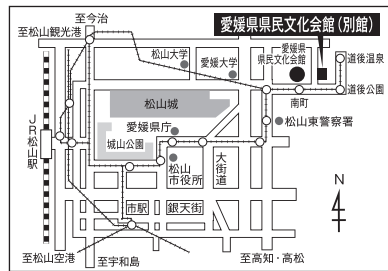 至今治
至松山観光港
愛媛県県民文化会館（別館）
松山大学
愛媛大学
愛媛県
県民文化会館
道後温泉
道後公園
南町
松山城
JR松山駅
愛媛県庁
松山東警察署
城山公園
松山
市役所
大街道
N
市駅
銀天街
至松山空港
至宇和島
至高知・高松